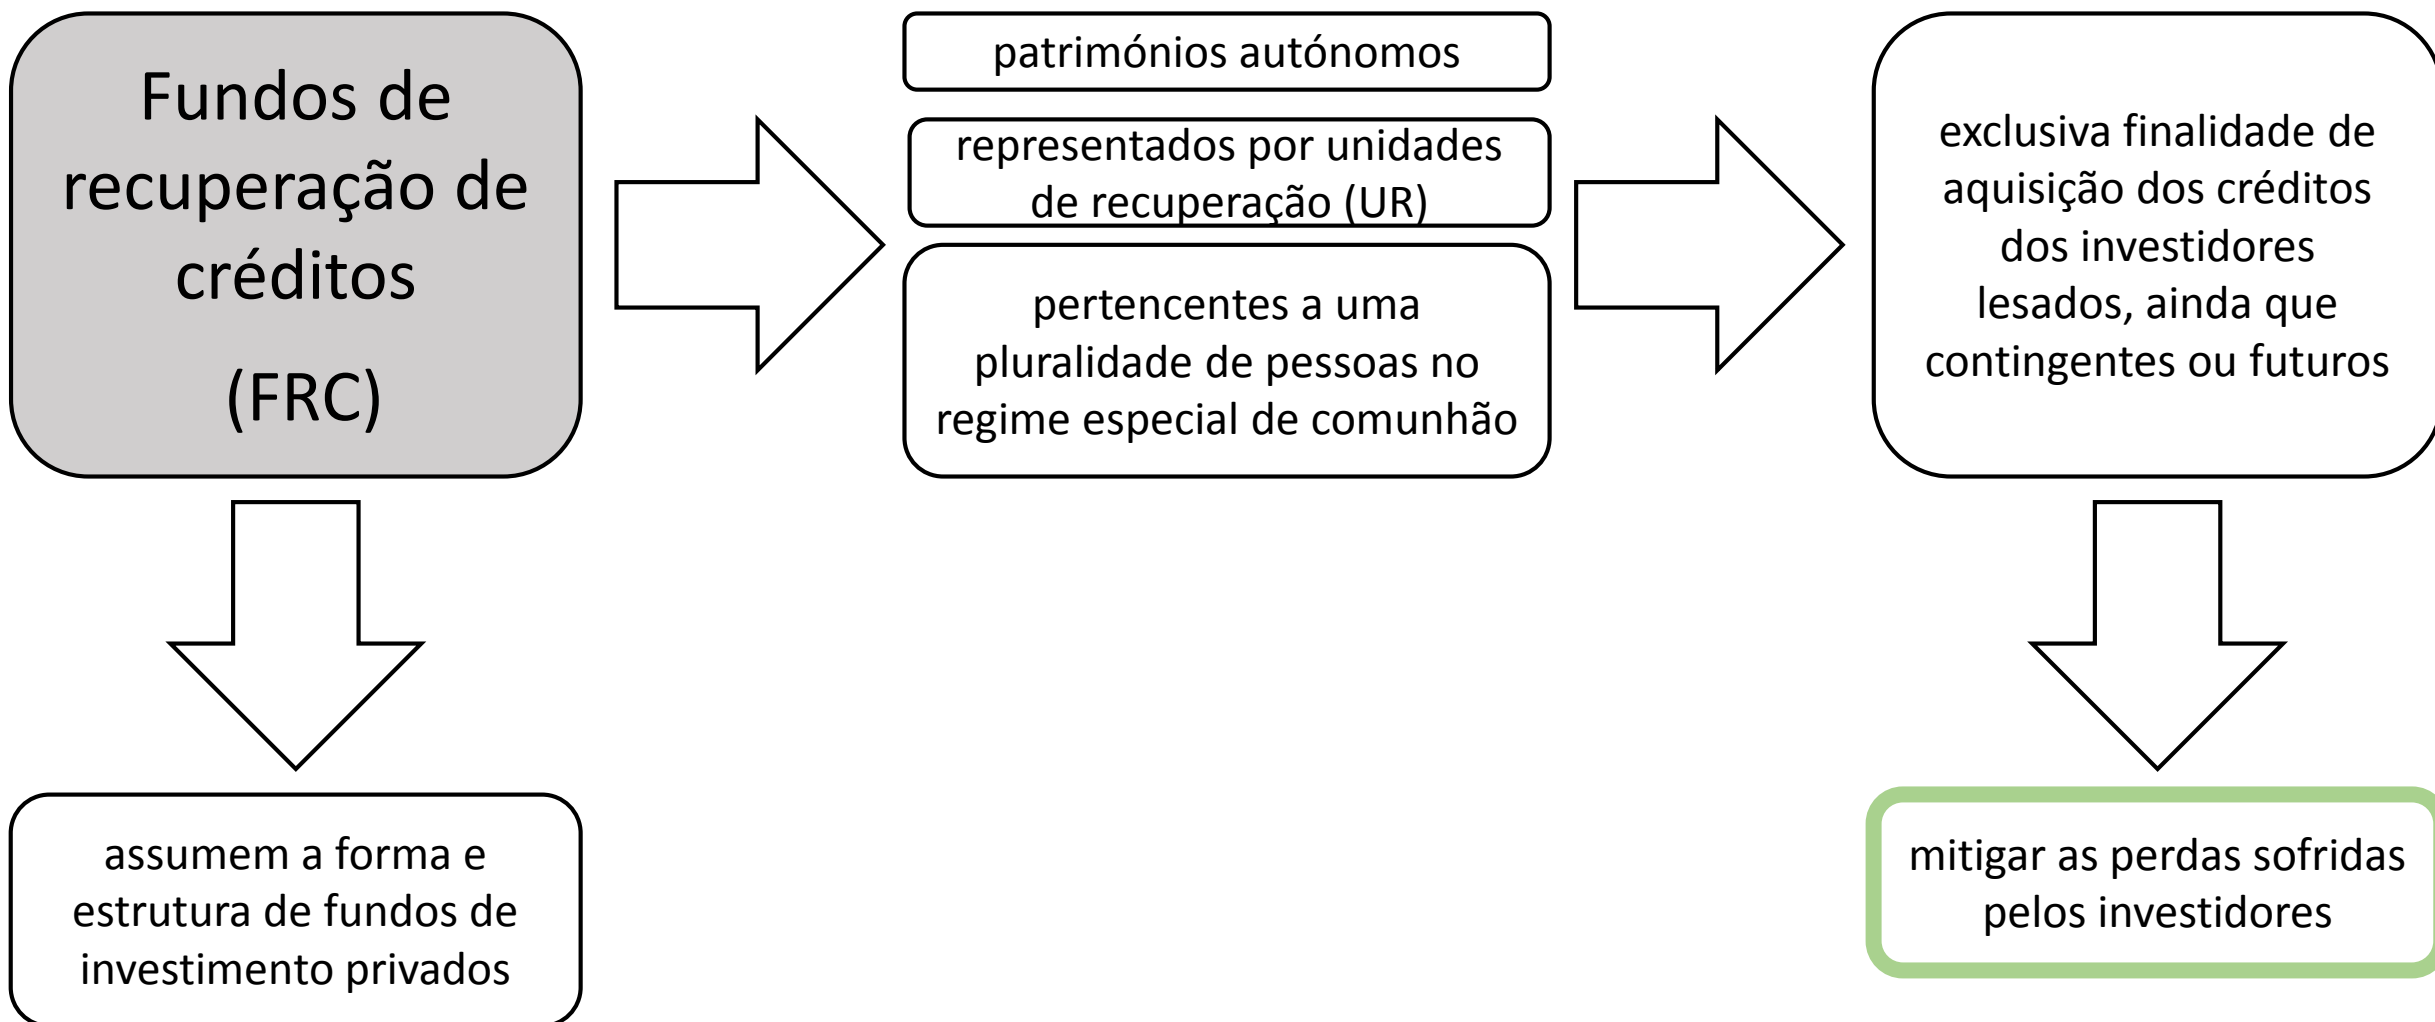 Fundos de
recuperação de
créditos
(FRC)
patrimónios autónomos
representados por unidades
de recuperação (UR)
pertencentes a uma
pluralidade de pessoas no
regime especial de comunhão
exclusiva finalidade de
aquisição dos créditos
dos investidores
lesados, ainda que
contingentes ou futuros
assumem a forma e
estrutura de fundos de
investimento privados
mitigar as perdas sofridas
pelos investidores